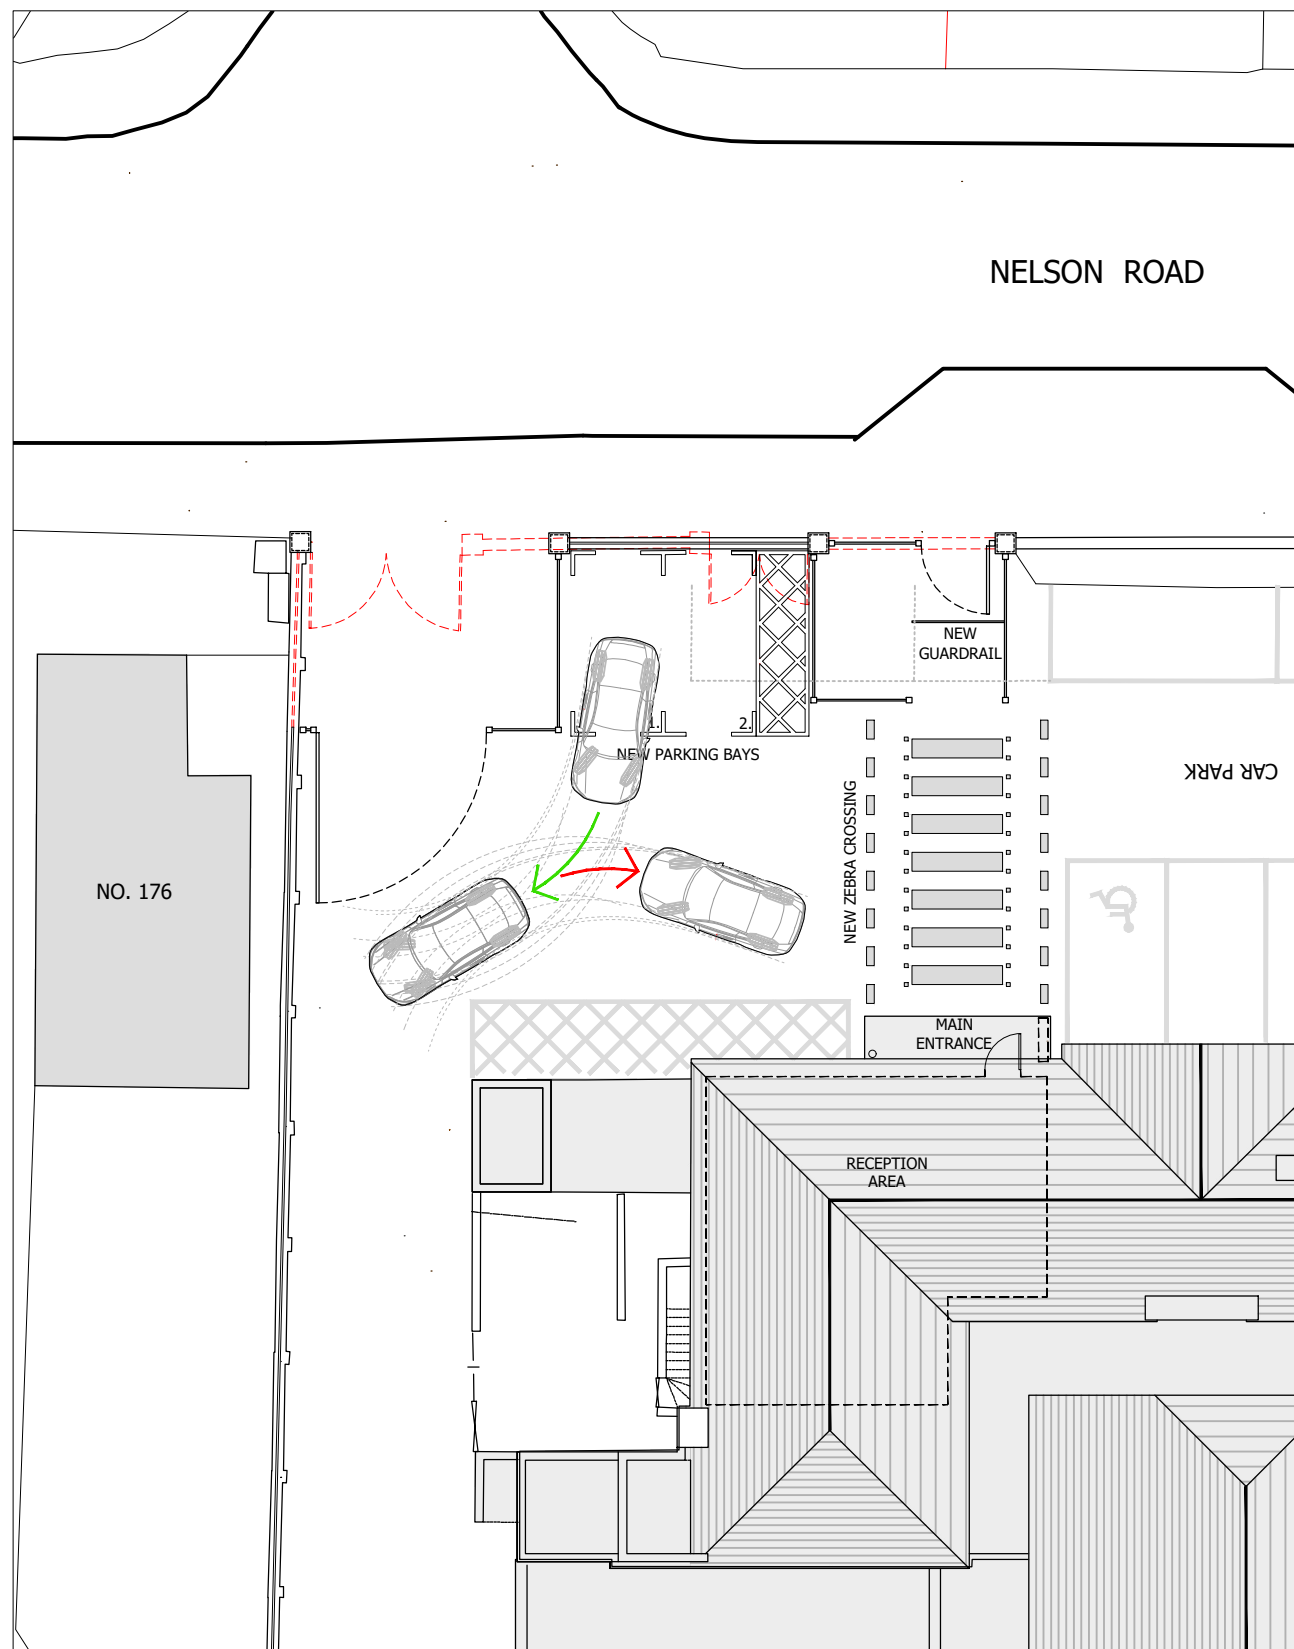 NELSON ROAD
NEW
GUARDRAIL
1.
2.
NEW PARKING BAYS
CAR PARK
NEW ZEBRA CROSSING
NO. 176
MAIN
ENTRANCE
RECEPTION
AREA